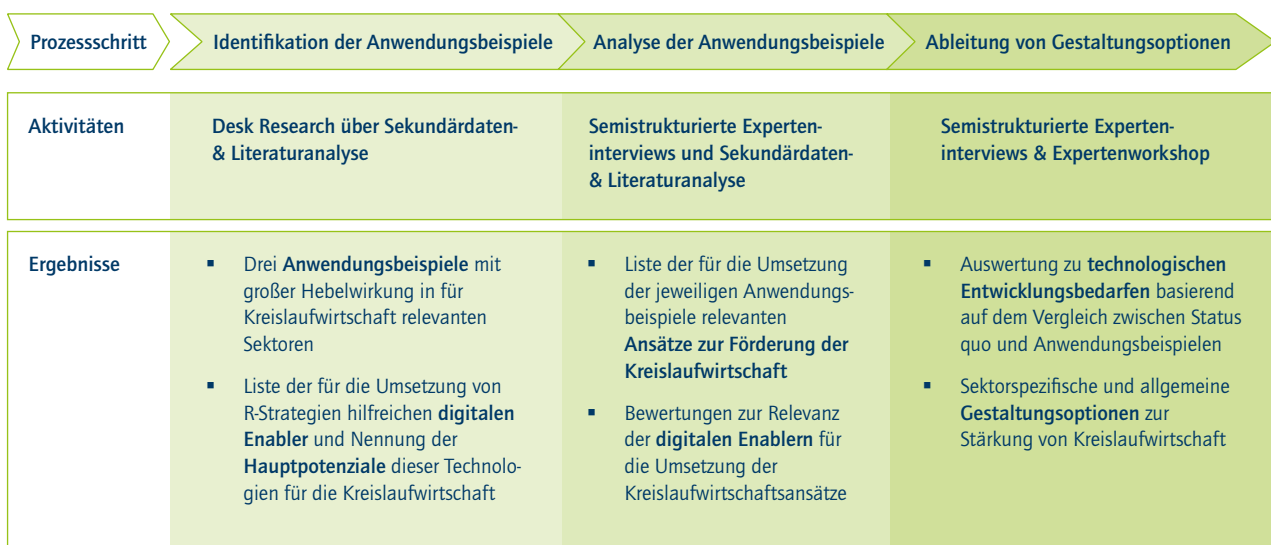 Prozessschritt
Identifikation der Anwendungsbeispiele
Analyse der Anwendungsbeispiele
Ableitung von Gestaltungsoptionen
Aktivitäten
Desk Research über Sekundärdaten-
& Literaturanalyse
Semistrukturierte Experten-
interviews und Sekundärdaten-
& Literaturanalyse
Semistrukturierte Experten-
interviews & Expertenworkshop
Ergebnisse
▪ Drei Anwendungsbeispiele mit
großer Hebelwirkung in für
Kreislaufwirtschaft relevanten
Sektoren
▪ Liste der für die Umsetzung von
R-Strategien hilfreichen digitalen
Enabler und Nennung der
Hauptpotenziale dieser Technolo-
gien für die Kreislaufwirtschaft
▪ Liste der für die Umsetzung
der jeweiligen Anwendungs-
beispiele relevanten
Ansätze zur Förderung der
Kreislaufwirtschaft
▪ Bewertungen zur Relevanz
der digitalen Enablern für
die Umsetzung der
Kreislaufwirtschaftsansätze
▪ Auswertung zu technologischen
Entwicklungsbedarfen basierend
auf dem Vergleich zwischen Status
quo und Anwendungsbeispielen
▪ Sektorspezifische und allgemeine
Gestaltungsoptionen zur
Stärkung von Kreislaufwirtschaft